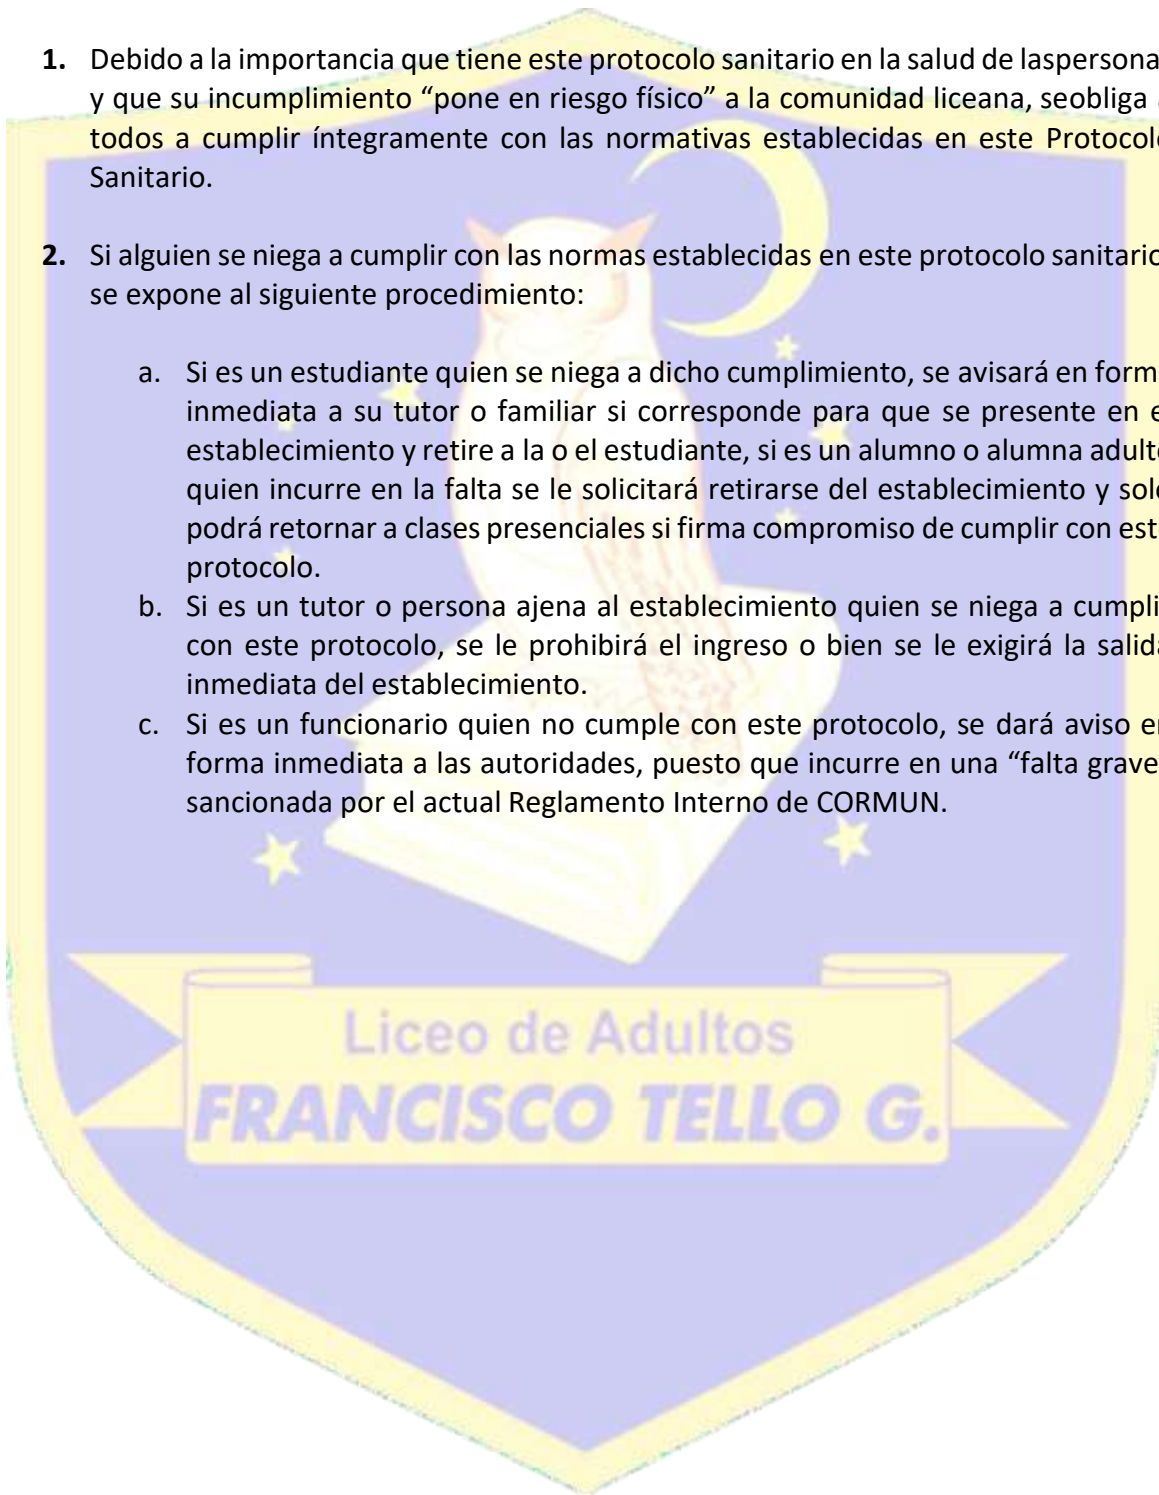 1. Debido a la importancia que tiene este protocolo sanitario en la salud de laspersona
y que su incumplimiento “pone en riesgo físico” a la comunidad liceana, seobliga a
todos a cumplir íntegramente con las normativas establecidas en este Protocolo
Sanitario.
2. Si alguien se niega a cumplir con las normas establecidas en este protocolo sanitario
se expone al siguiente procedimiento:
a. Si es un estudiante quien se niega a dicho cumplimiento, se avisará en form
inmediata a su tutor o familiar si corresponde para que se presente en e
establecimiento y retire a la o el estudiante, si es un alumno o alumna adulto
quien incurre en la falta se le solicitará retirarse del establecimiento y solo
podrá retornar a clases presenciales si firma compromiso de cumplir con est
protocolo.
b. Si es un tutor o persona ajena al establecimiento quien se niega a cumpli
con este protocolo, se le prohibirá el ingreso o bien se le exigirá la salida
inmediata del establecimiento.
c. Si es un funcionario quien no cumple con este protocolo, se dará aviso en
forma inmediata a las autoridades, puesto que incurre en una “falta grave
sancionada por el actual Reglamento Interno de CORMUN.
Liceo de Adultos
FRANCISCO TELLO G.